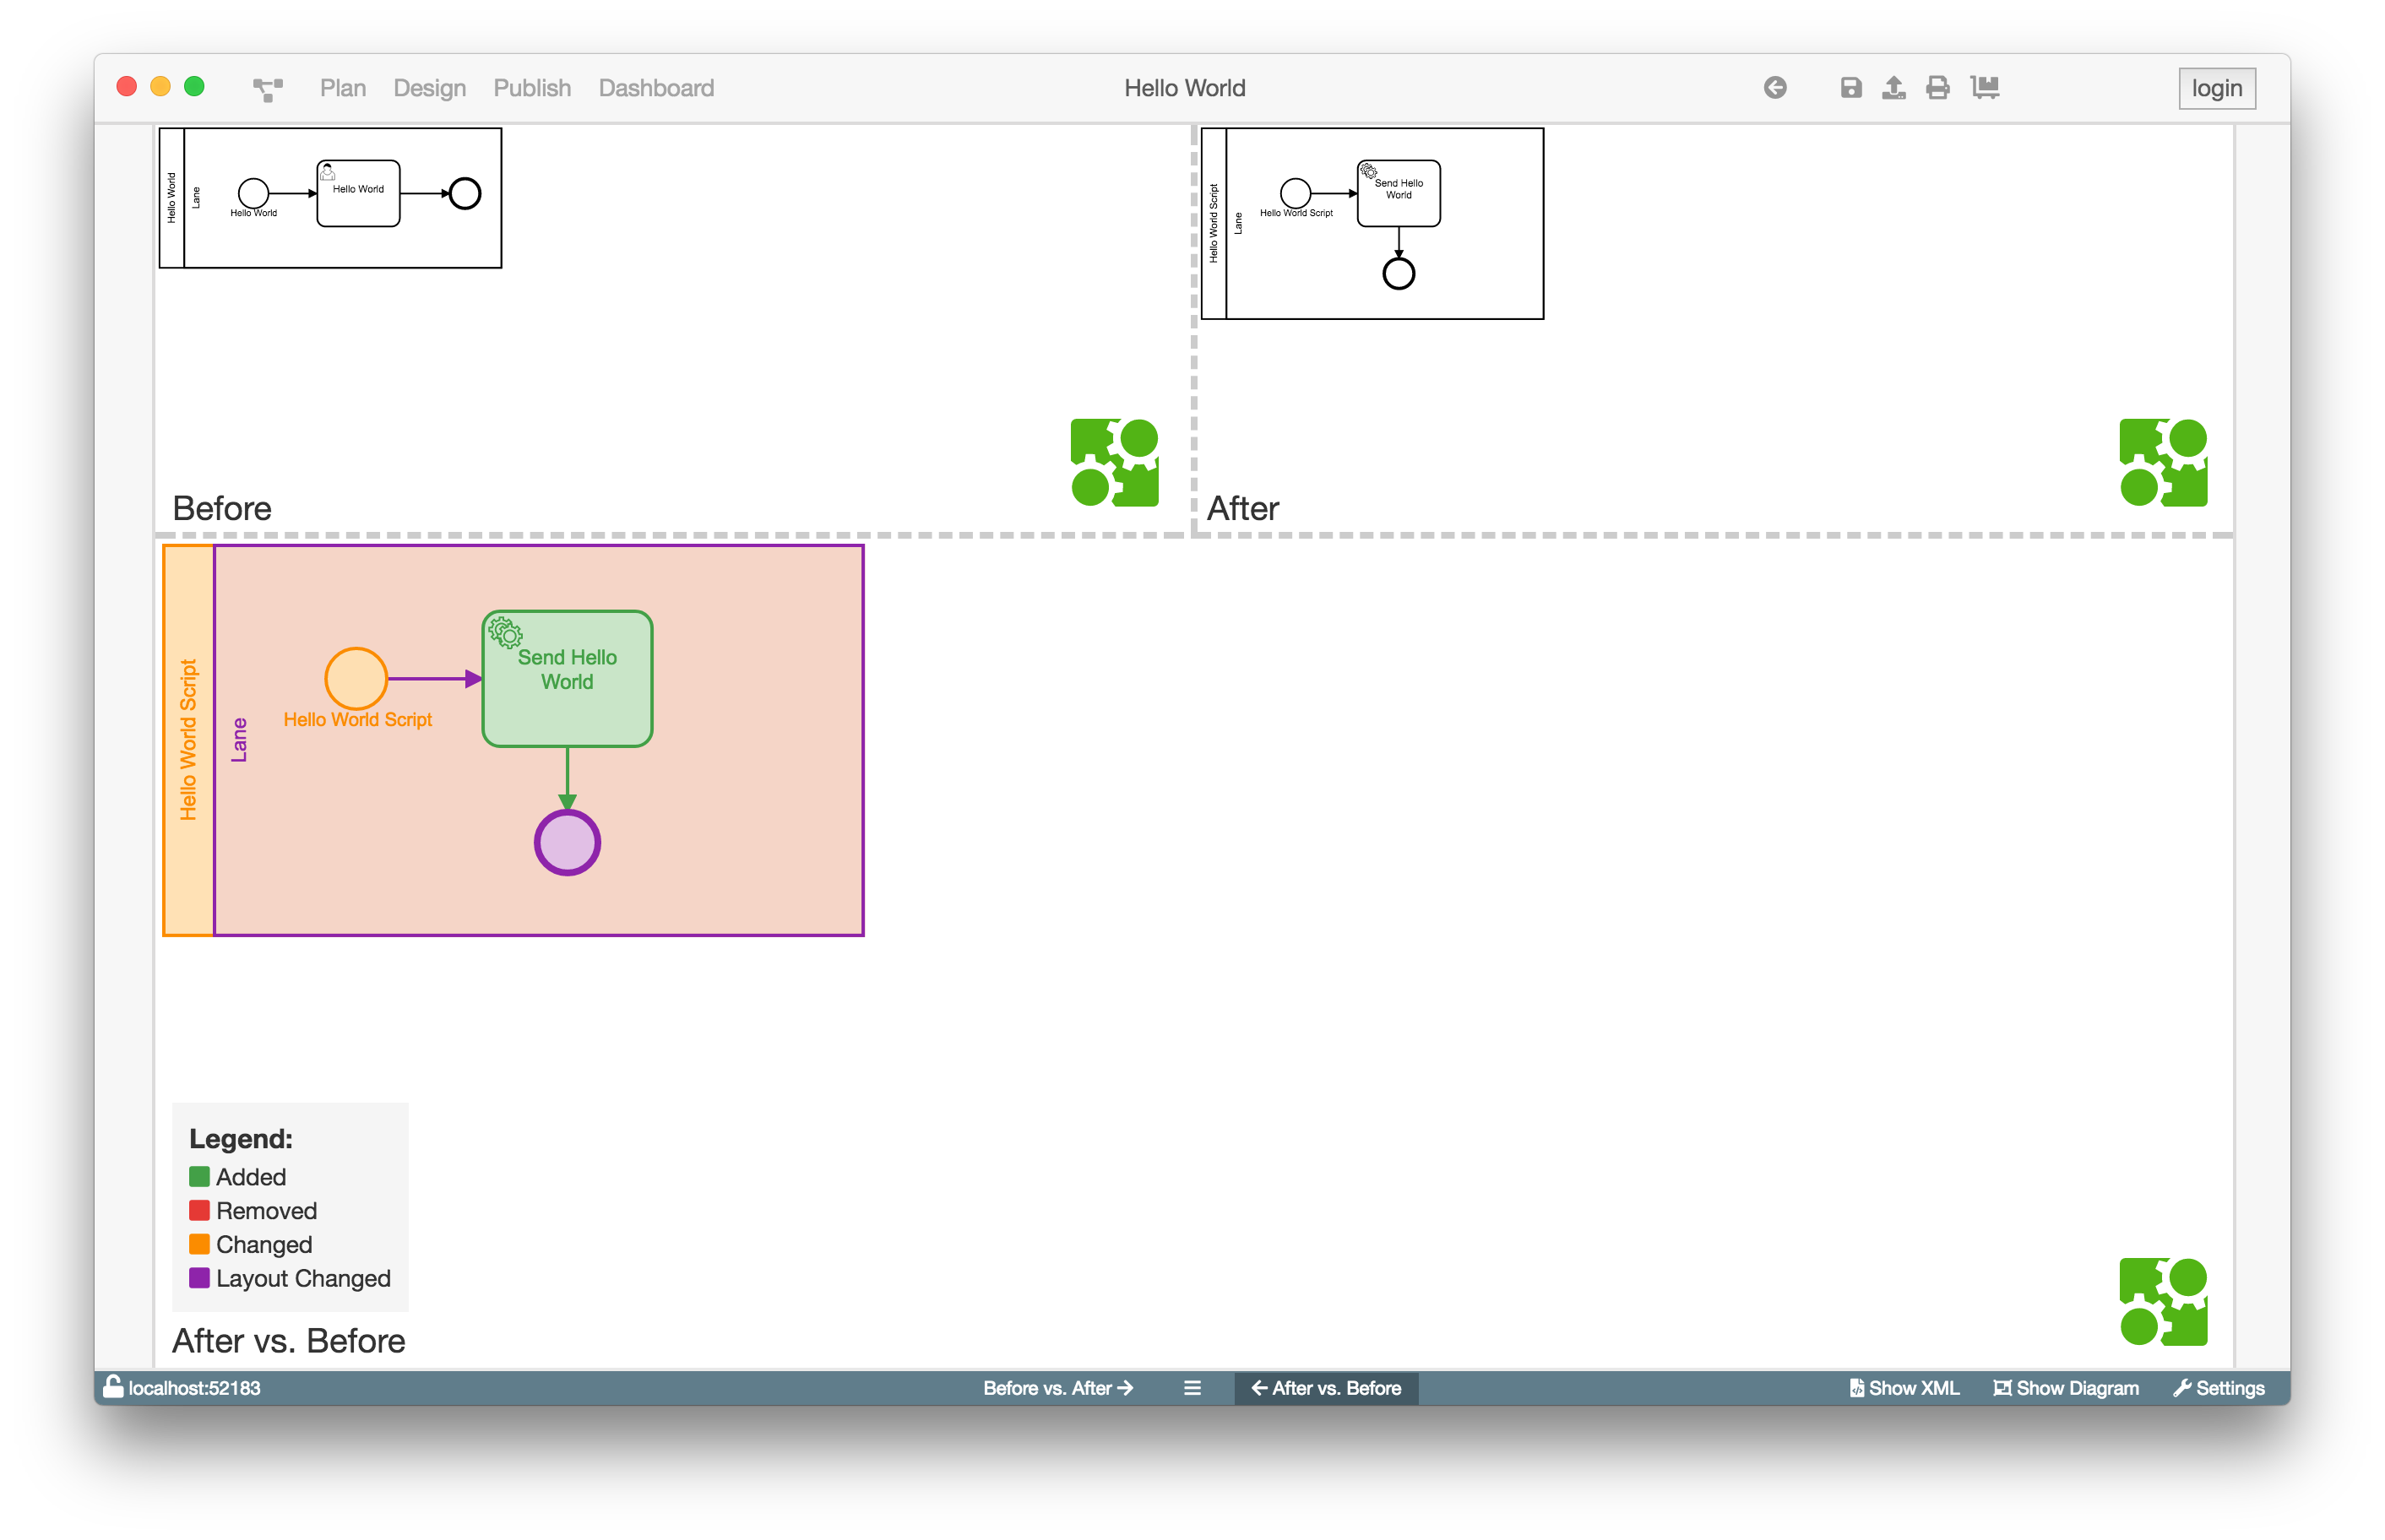 Plan Design Publish Dashboard
Hello World
login
Hello World
Lane
Hello World
Hello World
Before
Hello World Script
Lane
Hello World Script
Send Hello
World
After
Hello World Script
Lane
Hello World Script
Send Hello
World
Legend:
Added
Removed
Changed
Layout Changed
After vs. Before
localhost:52183
Before vs. After
After vs. Before
Show XML
Show Diagram
Settings